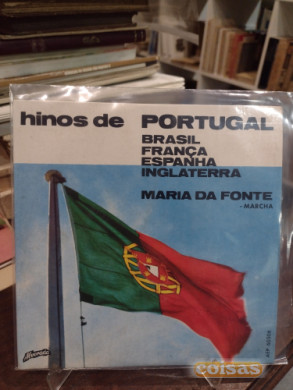 hinos de PORTUGAL
BRASIL
FRANÇA
ESPANHA
INGLATERRA
MARIA DA FONTE
- MARCHA
coisas